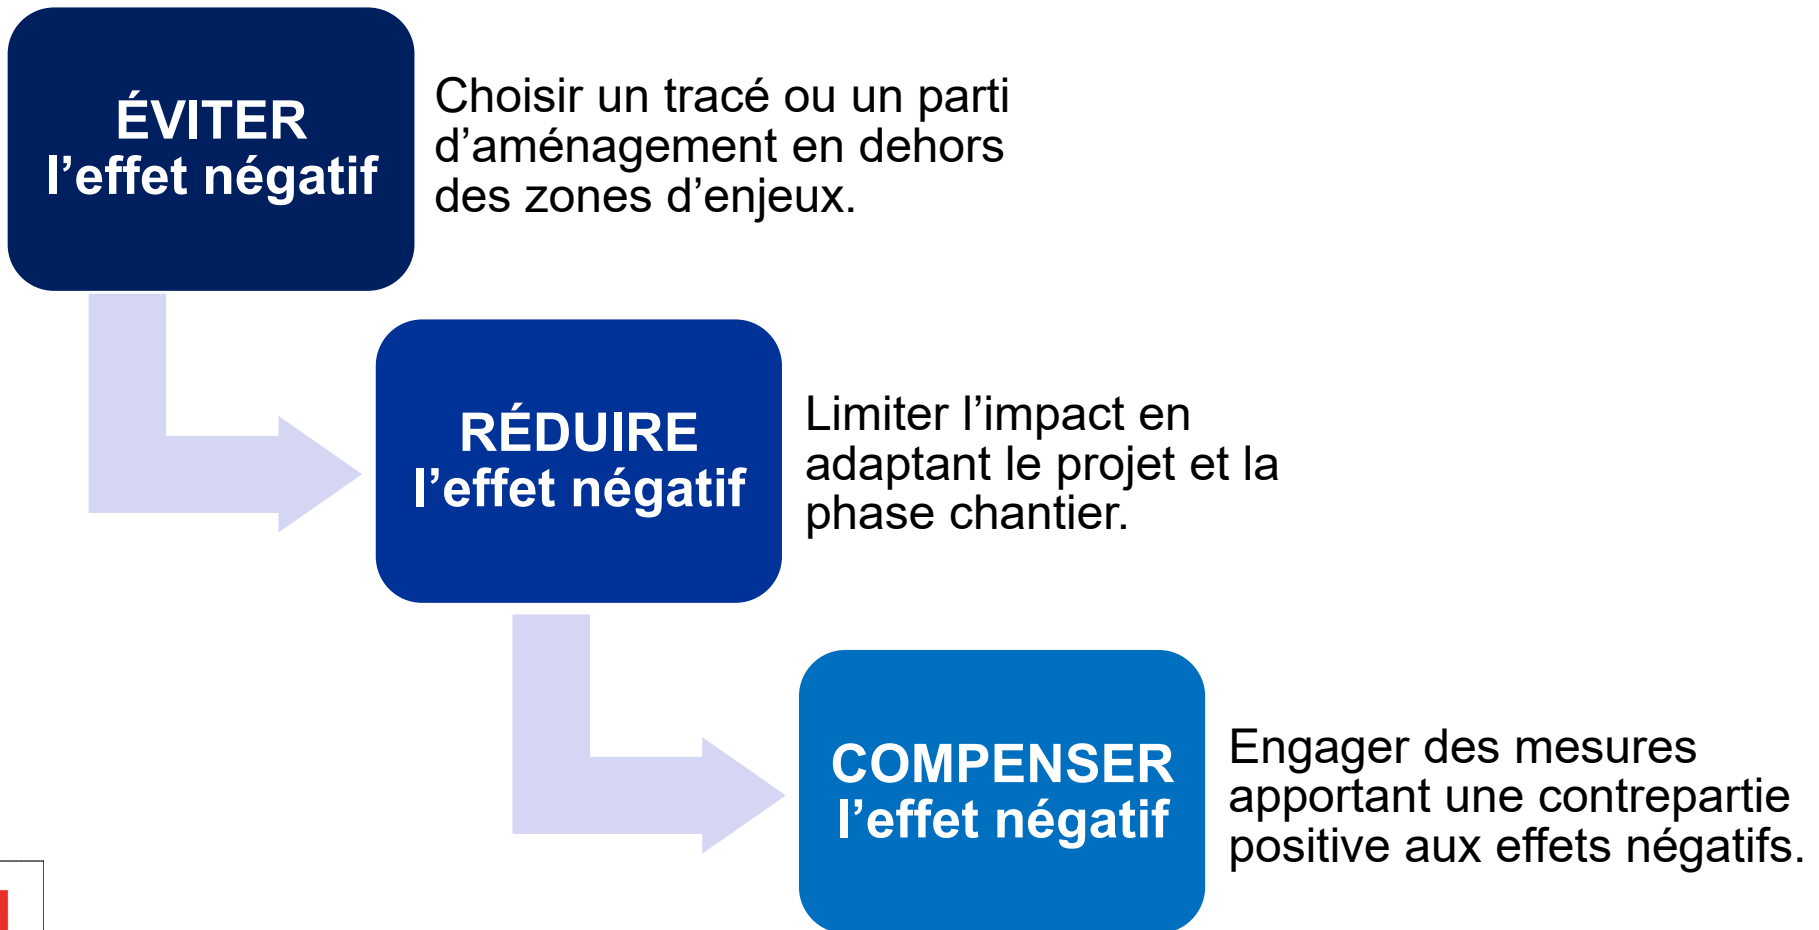 ÉVITER
l’effet négatif
Choisir un tracé ou un parti
d’aménagement en dehors
des zones d’enjeux.
RÉDUIRE
l’effet négatif
Limiter l’impact en
adaptant le projet et la
phase chantier.
COMPENSER
l’effet négatif
Engager des mesures
apportant une contrepartie
positive aux effets négatifs.